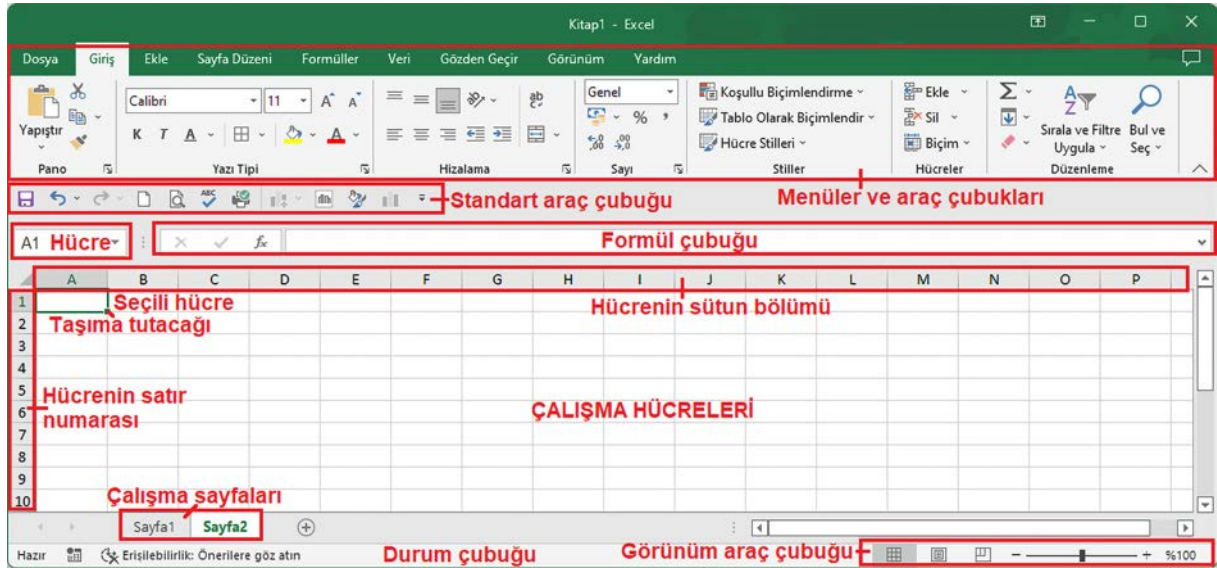 Kitap1 - Excel
Dosya Giriş Ekle Sayfa Düzeni Formüller Veri Gözden Geçir Görünüm Yardım
Yapıştır
Pano
Calibri 11 A A
K T A A
Yazı Tipi
ab
Hizalama
Genel
% ,
Sayı
Koşullu Biçimlendirme
Tablo Olarak Biçimlendir
Hücre Stilleri
Stiller
Ekle
Sil
Biçim
Hücreler
Σ
Sırala ve Filtre Uygula
Bul ve Seç
Düzenleme
Standart araç çubuğu
Menüler ve araç çubukları
A1 Hücre
fx
Formül çubuğu
A B C D E F G H I J K L M N O P
1
Seçili hücre
Hücrenin sütun bölümü
2
Taşıma tutacağı
3
4
5
Hücrenin satır
6
numarası
ÇALIŞMA HÜCRELERİ
7
8
9
10
Çalışma sayfaları
Sayfa1 Sayfa2
Hazır
Erişilebilirlik: Önerilere göz atın
Durum çubuğu
Görünüm araç çubuğu
%100